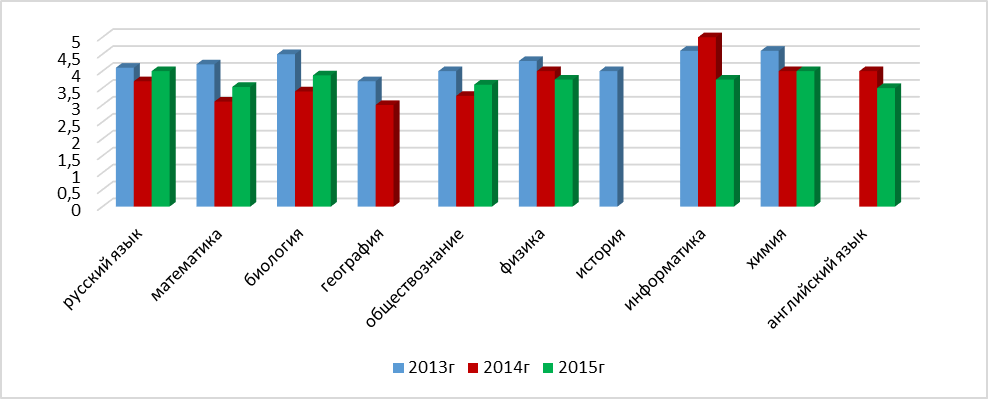 5
4,5
4
3,5
3
2,5
2
1,5
1
0,5
0
русский язык
математика
биология
география
обществознание
физика
история
информатика
химия
английский язык
2013г 2014г 2015г